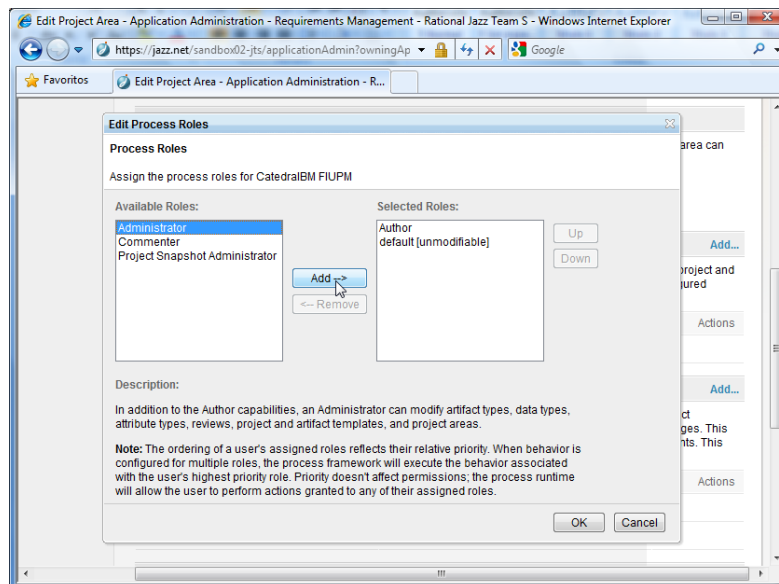 Edit Project Area - Application Administration - Requirements Management - Rational Jazz Team S - Windows Internet Explorer
https://jazz.net/sandbox02-jts/applicationAdmin?owningAp
Google
Favoritos
Edit Project Area - Application Administration - R...
Edit Process Roles
area can
Process Roles
Assign the process roles for CatedralBM FIUPM
Available Roles:
Selected Roles:
Administrator
Commenter
Project Snapshot Administrator
Author
default [unmodifiable]
Up
Down
Add -->
<-- Remove
Add...
project and
jured
Actions
Description:
Add...
In addition to the Author capabilities, an Administrator can modify artifact types, data types,
attribute types, reviews, project and artifact templates, and project areas.
ct
ges. This
nts. This
Note: The ordering of a user's assigned roles reflects their relative priority. When behavior is
configured for multiple roles, the process framework will execute the behavior associated
with the user's highest priority role. Priority doesn't affect permissions; the process runtime
will allow the user to perform actions granted to any of their assigned roles.
Actions
OK
Cancel